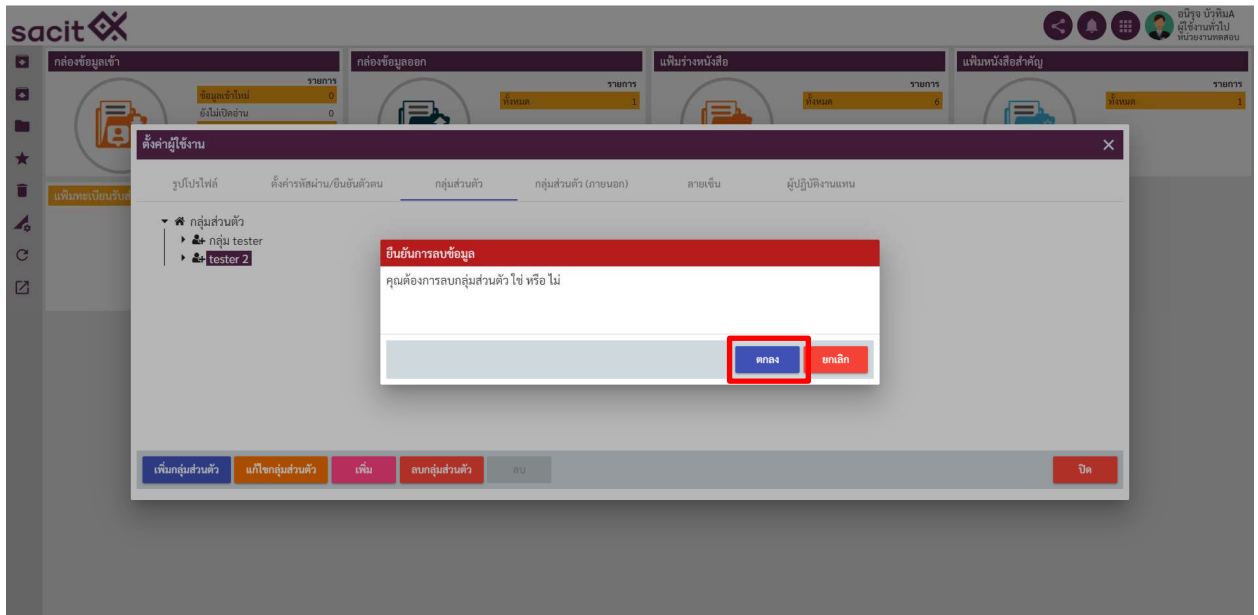 sacit
อนิรุจ บัวทิมA
ผู้ใช้งานทั่วไป
หน่วยงานทดสอบ
กล่องข้อมูลเข้า
รายการ
ข้อมูลเข้าใหม่ 0
ยังไม่เปิดอ่าน 0
กล่องข้อมูลออก
รายการ
ทั้งหมด 1
แฟ้มร่างหนังสือ
รายการ
ทั้งหมด 6
แฟ้มหนังสือสำคัญ
รายการ
ทั้งหมด 1
แฟ้มทะเบียนรับส่
ตั้งค่าผู้ใช้งาน
รูปโปรไฟล์ ตั้งค่ารหัสผ่าน/ยืนยันตัวตน กลุ่มส่วนตัว กลุ่มส่วนตัว (ภายนอก) ลายเซ็น ผู้ปฏิบัติงานแทน
กลุ่มส่วนตัว
กลุ่ม tester
tester 2
ยืนยันการลบข้อมูล
คุณต้องการลบกลุ่มส่วนตัว ใช่ หรือ ไม่
ตกลง ยกเลิก
เพิ่มกลุ่มส่วนตัว แก้ไขกลุ่มส่วนตัว เพิ่ม ลบกลุ่มส่วนตัว ลบ ปิด